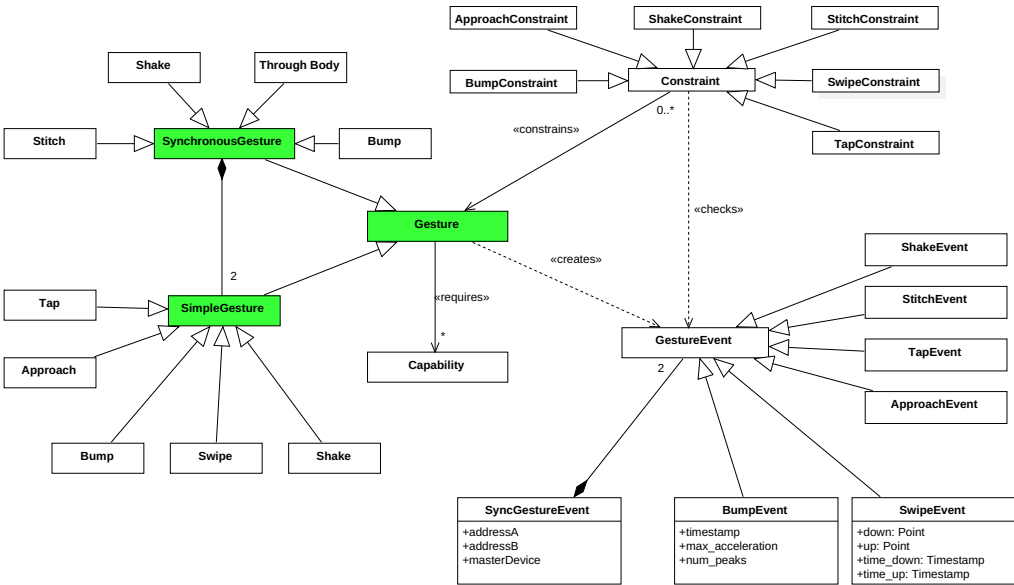 ApproachConstraint
ShakeConstraint
StitchConstraint
Shake
Through Body
BumpConstraint
Constraint
SwipeConstraint
0..*
«constrains»
Stitch
SynchronousGesture
Bump
TapConstraint
«checks»
Gesture
ShakeEvent
«creates»
2
Tap
SimpleGesture
«requires»
StitchEvent
*
GestureEvent
TapEvent
Approach
Capability
2
ApproachEvent
Bump
Swipe
Shake
SyncGestureEvent
+addressA
+addressB
+masterDevice
BumpEvent
+timestamp
+max_acceleration
+num_peaks
SwipeEvent
+down: Point
+up: Point
+time_down: Timestamp
+time_up: Timestamp